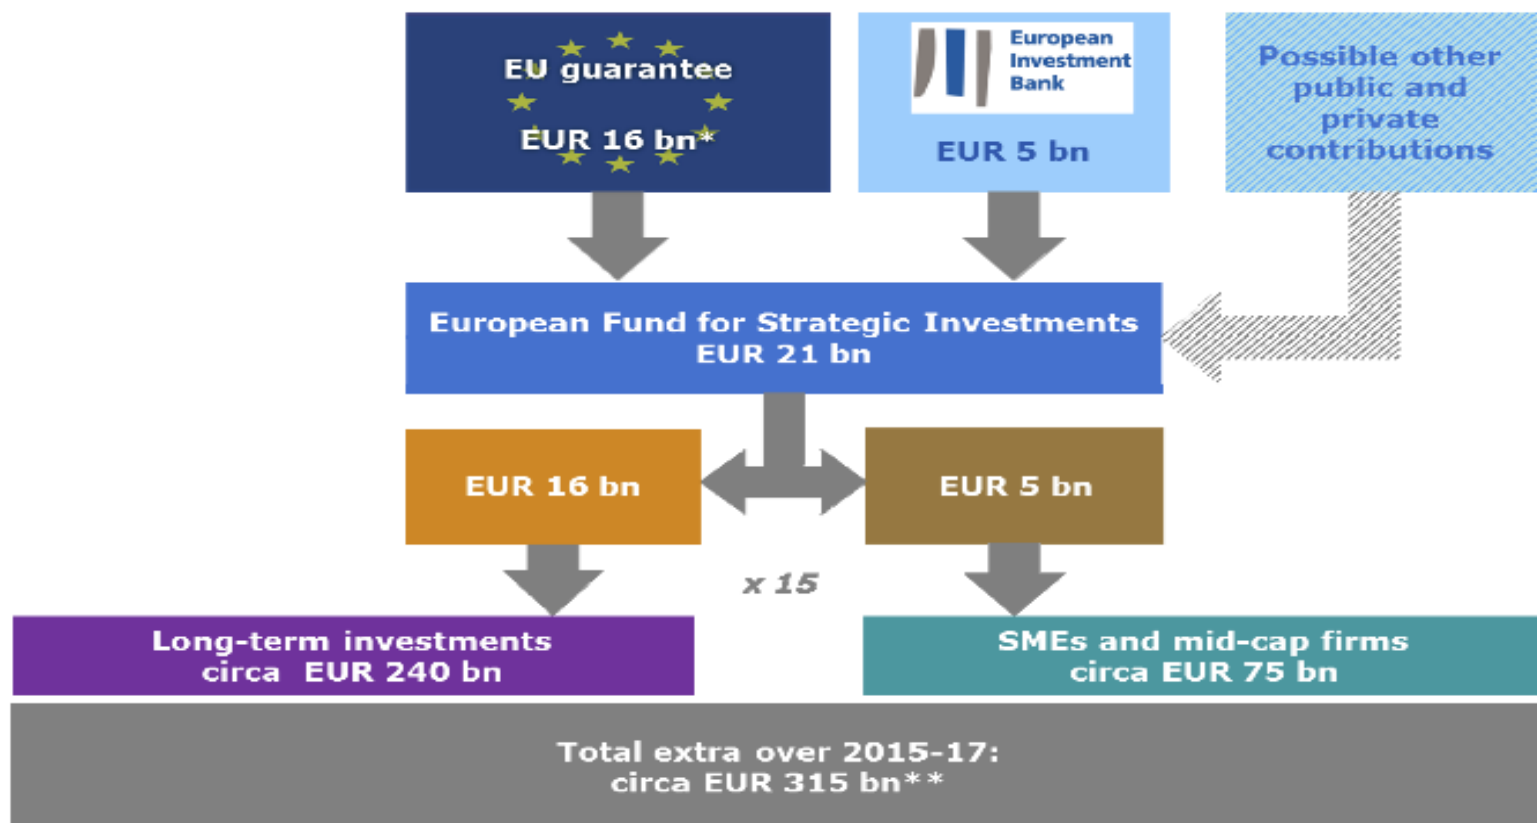 EU guarantee
EUR 16 bn*
European
Investment
Bank
EUR 5 bn
Possible other
public and
private
contributions
European Fund for Strategic Investments
EUR 21 bn
EUR 16 bn
EUR 5 bn
x 15
Long-term investments
circa EUR 240 bn
SMEs and mid-cap firms
circa EUR 75 bn
Total extra over 2015-17:
circa EUR 315 bn**